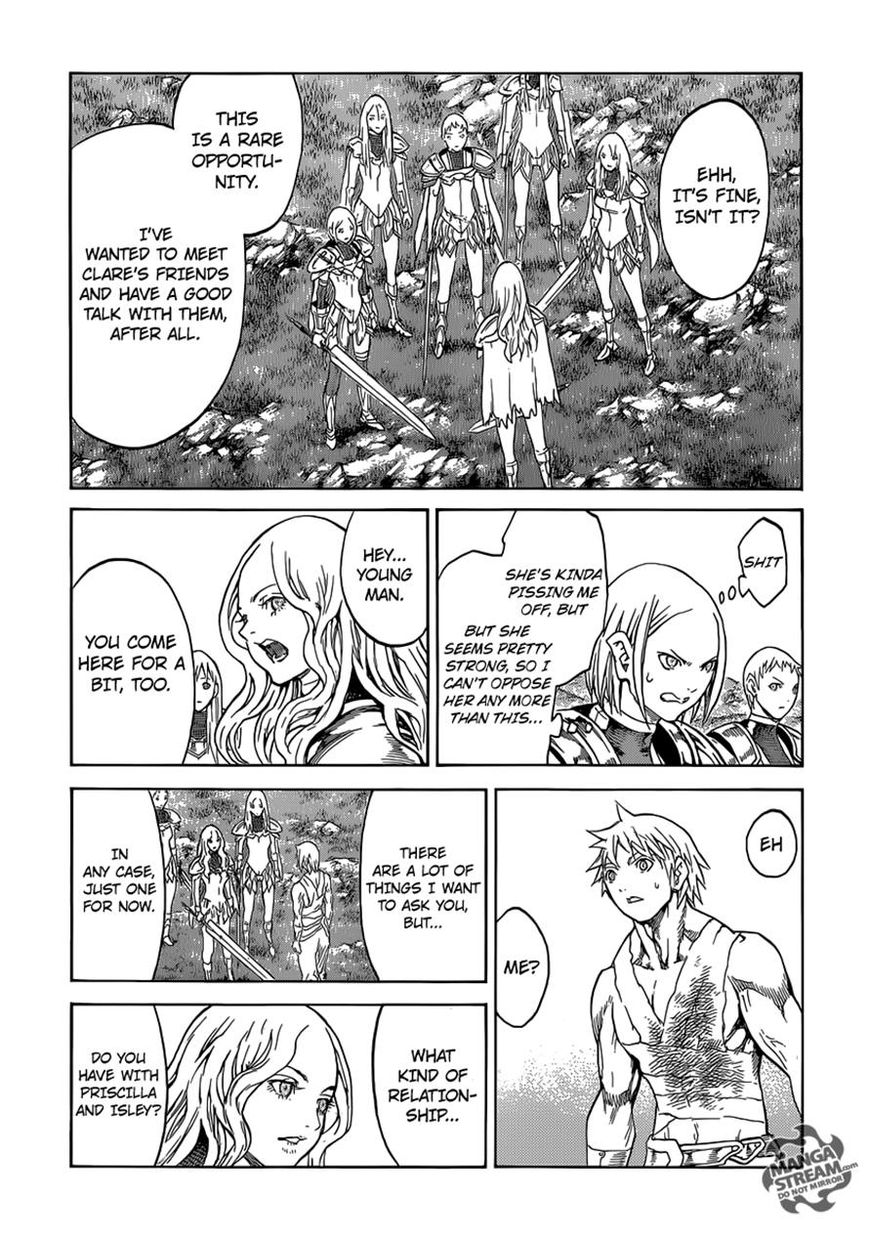 EHH,
IT'S FINE,
ISN'T IT?
THIS
IS A RARE
OPPORTU-
NITY.
I'VE
WANTED TO MEET
CLARE'S FRIENDS
AND HAVE A GOOD
TALK WITH THEM,
AFTER ALL.
SHIT
SHE'S KINDA
PISSING ME
OFF, BUT
BUT SHE
SEEMS PRETTY
STRONG, SO I
CAN'T OPPOSE
HER ANY MORE
THAN THIS...
HEY...
YOUNG
MAN.
YOU COME
HERE FOR A
BIT, TOO.
EH
ME?
THERE
ARE A LOT OF
THINGS I WANT
TO ASK YOU,
BUT...
IN
ANY CASE,
JUST ONE
FOR NOW.
WHAT
KIND OF
RELATION-
SHIP...
DO YOU
HAVE WITH
PRISCILLA
AND ISLEY?
MANGA
STREAM.com
DO NOT MIRROR